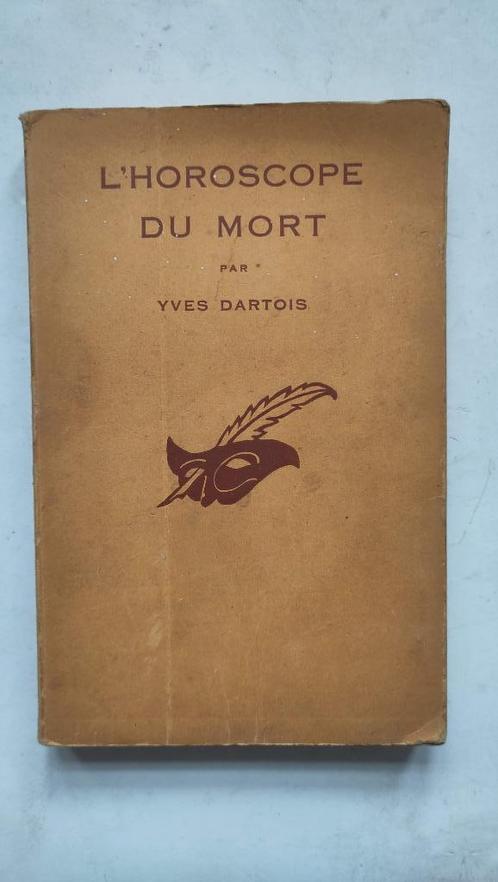 L'HOROSCOPE
DU MORT
PAR
YVES DARTOIS